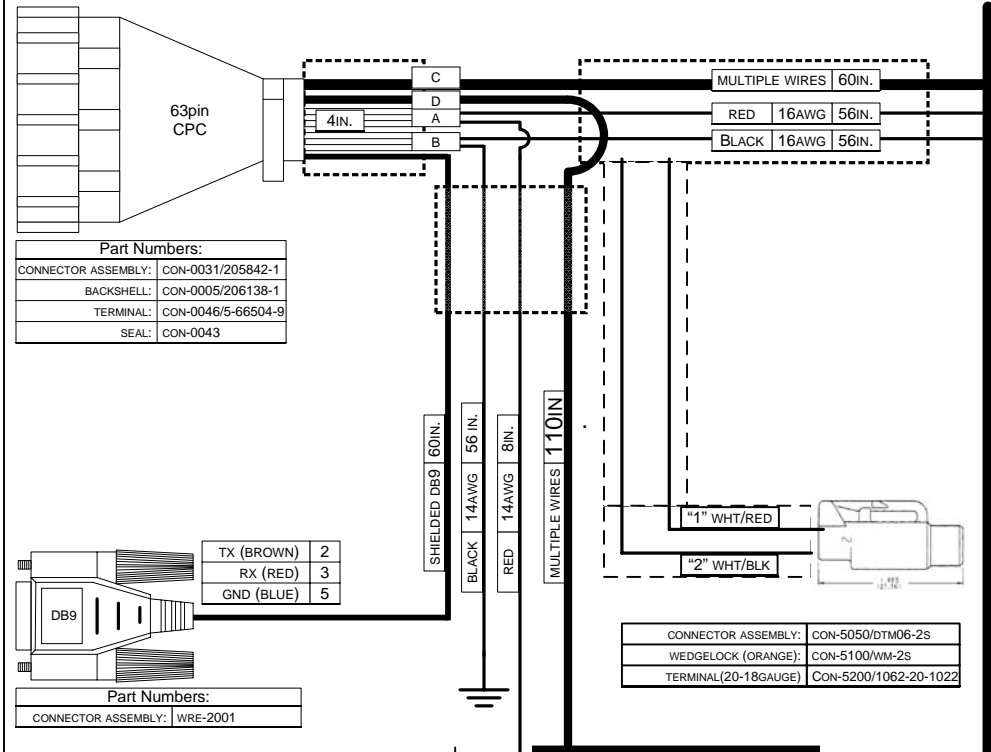 63pin
CPC
4IN.
C
D
A
B
MULTIPLE WIRES 60IN.
RED 16AWG 56IN.
BLACK 16AWG 56IN.
Part Numbers:
CONNECTOR ASSEMBLY: CON-0031/205842-1
BACKSHELL: CON-0005/206138-1
TERMINAL: CON-0046/5-66504-9
SEAL: CON-0043
SHIELDED DB9 60IN.
BLACK 14AWG 56 IN.
RED 14AWG 8IN.
MULTIPLE WIRES 110IN
"1" WHT/RED
"2" WHT/BLK
2
TX (BROWN) 2
RX (RED) 3
GND (BLUE) 5
DB9
Part Numbers:
CONNECTOR ASSEMBLY: WRE-2001
CONNECTOR ASSEMBLY: CON-5050/DTM06-2S
WEDGELOCK (ORANGE): CON-5100/WM-2S
TERMINAL(20-18GAUGE) CON-5200/1062-20-1022